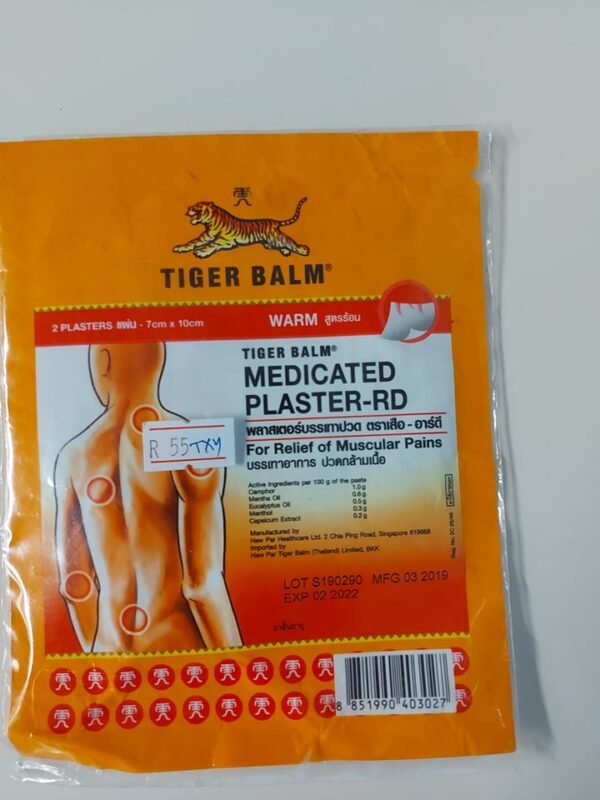 TIGER BALM®
2 PLASTERS แผ่น - 7cm x 10cm
WARM สูตรร้อน
TIGER BALM®
MEDICATED
PLASTER-RD
พลาสเตอร์บรรเทาปวด ตราเสือ - อาร์ดี
R 55TXY
For Relief of Muscular Pains
บรรเทาอาการ ปวดกล้ามเนื้อ
Active Ingredients per 100 g of the paste
Camphor 1.0g
Mentha Oil 0.6g
Eucalyptus Oil 0.5g
Menthol 0.3g
Capsicum Extract 0.2g
Manufactured by
Haw Par Healthcare Ltd. 2 Chia Ping Road, Singapore 619968
Imported by
Haw Par Tiger Balm (Thailand) Limited, BKK
LOT S190290 MFG 03 2019
EXP 02 2022
8 851990 403027